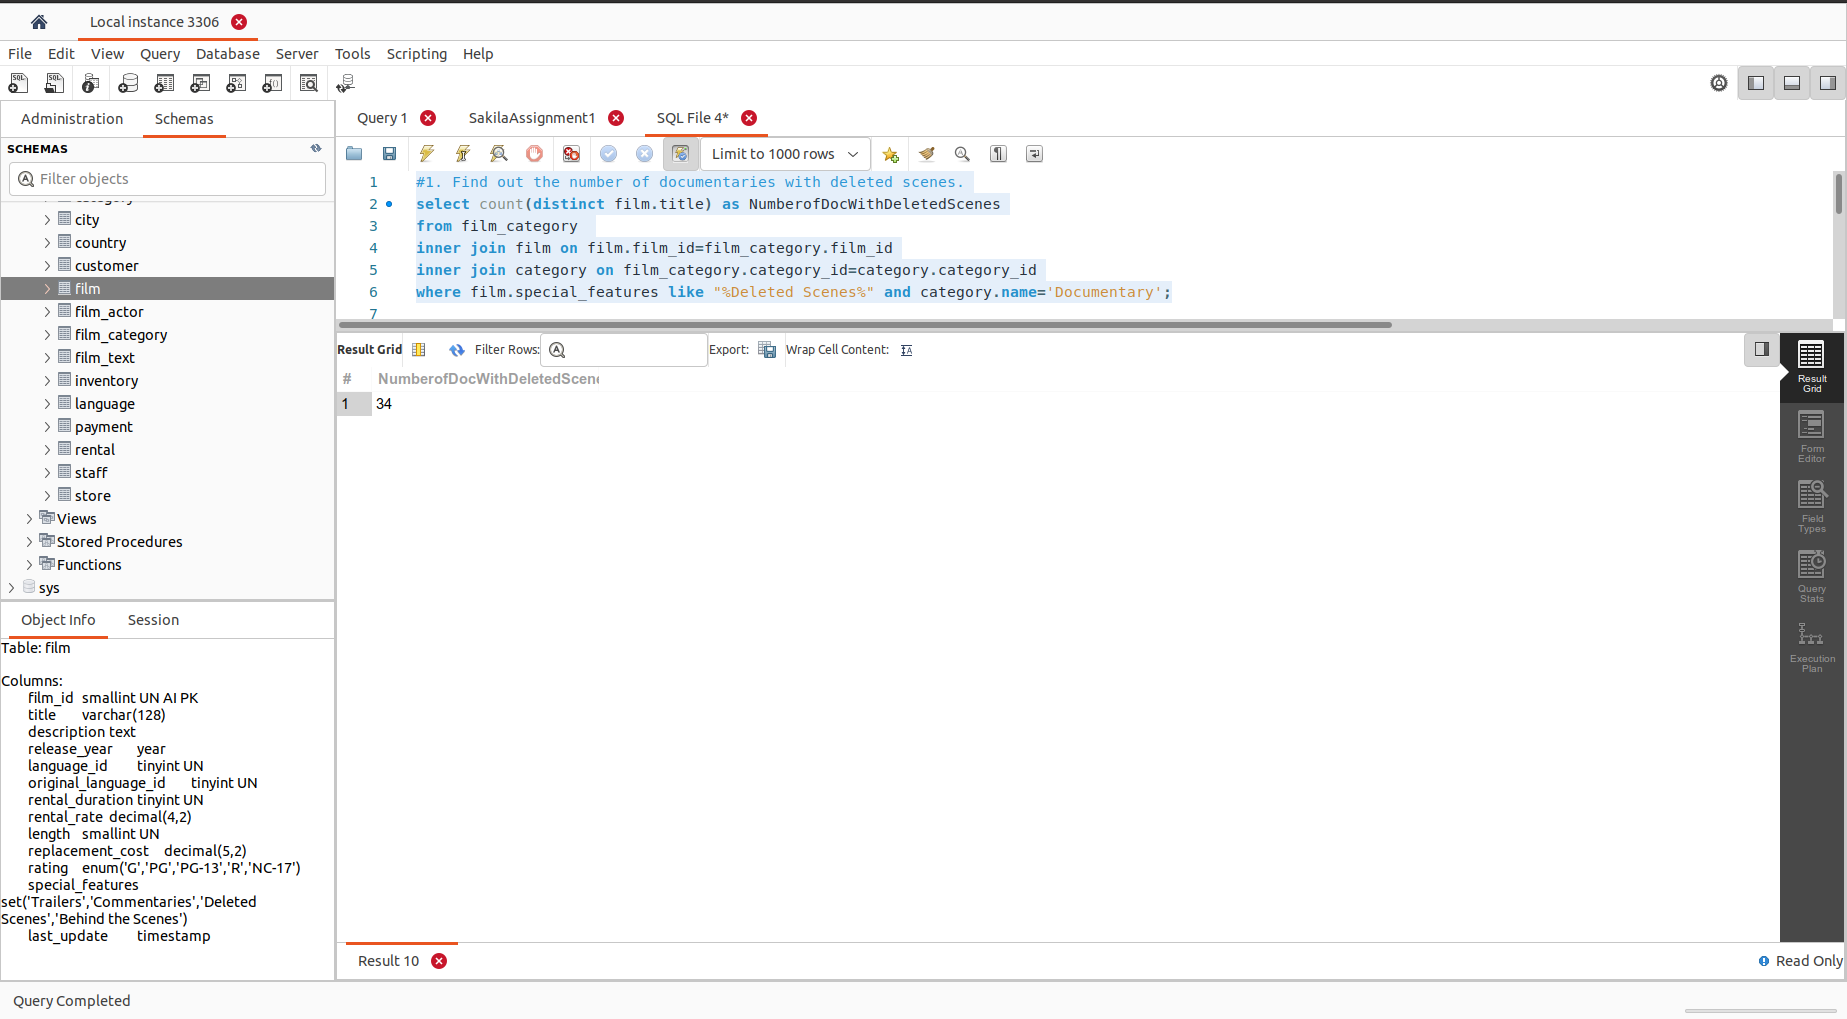 Local instance 3306
File Edit View Query Database Server Tools Scripting Help
Administration Schemas
SCHEMAS
Filter objects
category
city
country
customer
film
film_actor
film_category
film_text
inventory
language
payment
rental
staff
store
Views
Stored Procedures
Functions
sys
Object Info Session
Table: film
Columns:
film_id smallint UN AI PK
title varchar(128)
description text
release_year year
language_id tinyint UN
original_language_id tinyint UN
rental_duration tinyint UN
rental_rate decimal(4,2)
length smallint UN
replacement_cost decimal(5,2)
rating enum('G','PG','PG-13','R','NC-17')
special_features
set('Trailers','Commentaries','Deleted
Scenes','Behind the Scenes')
last_update timestamp
Query 1 SakilaAssignment1 SQL File 4*
Limit to 1000 rows
1 #1. Find out the number of documentaries with deleted scenes.
2 select count(distinct film.title) as NumberofDocWithDeletedScenes
3 from film_category
4 inner join film on film.film_id=film_category.film_id
5 inner join category on film_category.category_id=category.category_id
6 where film.special_features like "%Deleted Scenes%" and category.name='Documentary';
7
Result Grid Filter Rows: Export: Wrap Cell Content:
# NumberofDocWithDeletedScene
1 34
Result
Grid
Form
Editor
Field
Types
Query
Stats
Execution
Plan
Result 10
Read Only
Query Completed